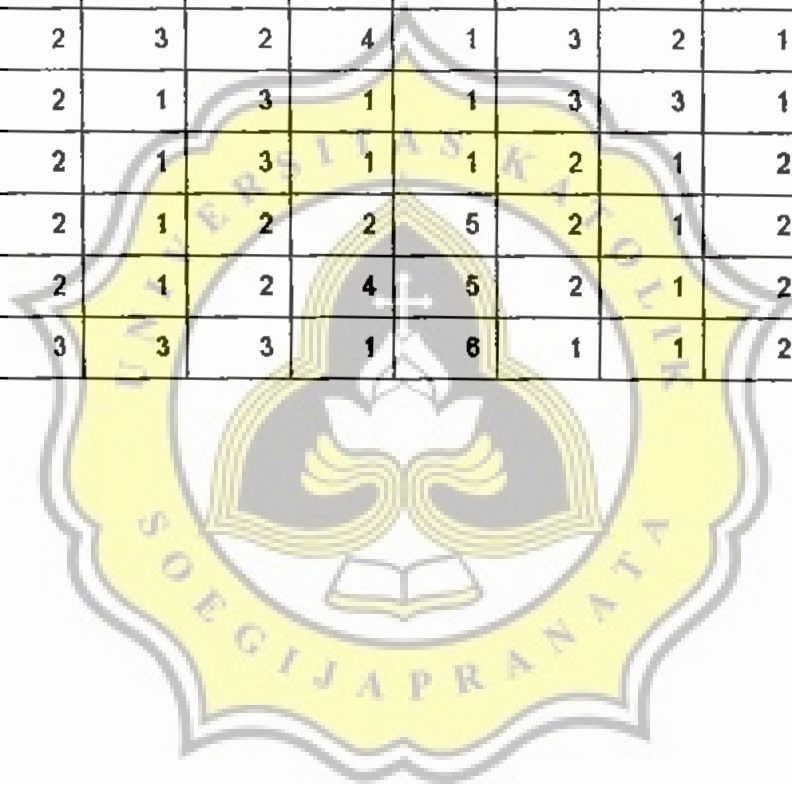 2 3 2 4 1 3 2 1
2 1 3 1 1 3 3 1
2 1 3 1 1 2 1 2
2 1 2 2 5 2 1 2
2 1 2 4 5 2 1 2
3 3 3 1 6 1 1 2
UNIVERSITAS KATOLIK
SOEGIJAPRANATA